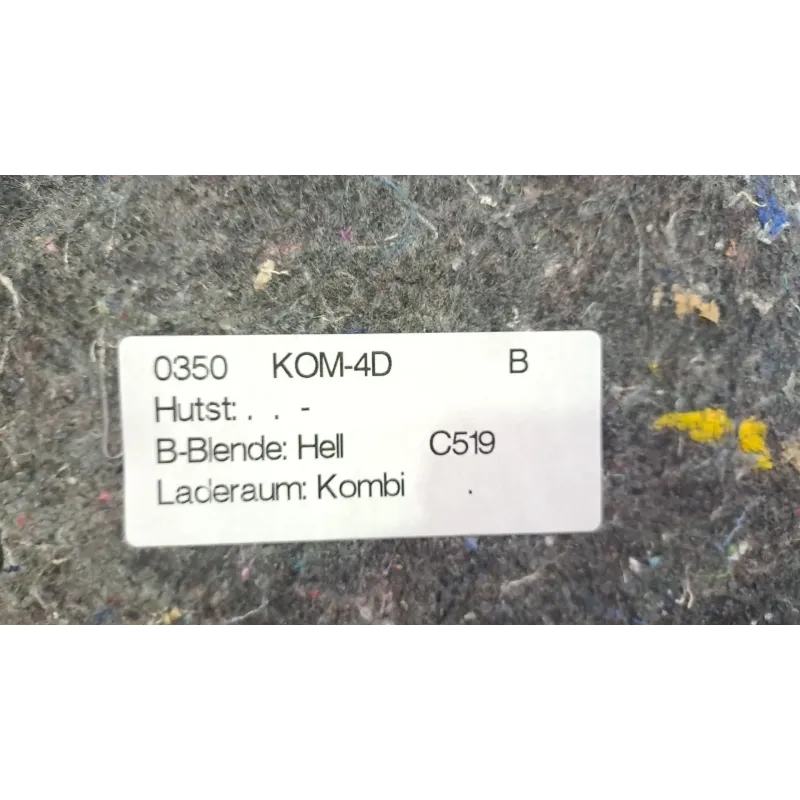 0350 KOM-4D B
Hutst: . . -
B-Blende: Hell C519
Laderaum: Kombi .